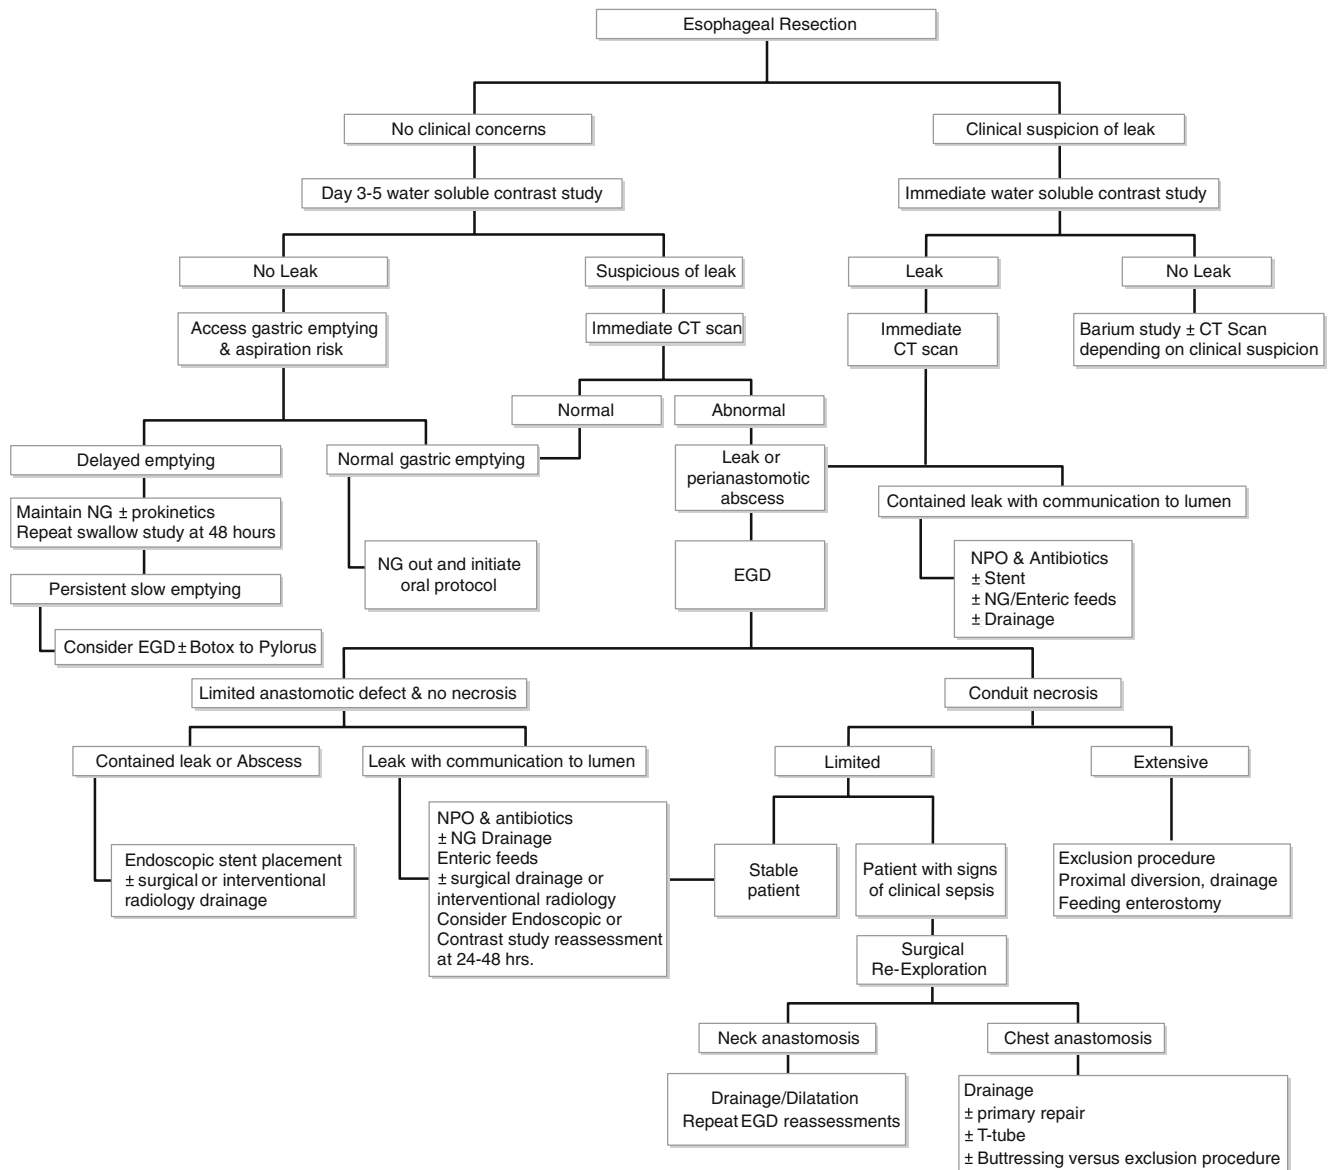 Esophageal Resection
No clinical concerns
Clinical suspicion of leak
Day 3-5 water soluble contrast study
Immediate water soluble contrast study
No Leak
Suspicious of leak
Leak
No Leak
Access gastric emptying
& aspiration risk
Immediate CT scan
Immediate
CT scan
Barium study ± CT Scan
depending on clinical suspicion
Normal
Abnormal
Delayed emptying
Normal gastric emptying
Leak or
perianastomotic
abscess
Contained leak with communication to lumen
Maintain NG ± prokinetics
Repeat swallow study at 48 hours
NG out and initiate
oral protocol
EGD
NPO & Antibiotics
± Stent
± NG/Enteric feeds
± Drainage
Persistent slow emptying
Consider EGD ± Botox to Pylorus
Limited anastomotic defect & no necrosis
Conduit necrosis
Contained leak or Abscess
Leak with communication to lumen
Limited
Extensive
Endoscopic stent placement
± surgical or interventional
radiology drainage
NPO & antibiotics
± NG Drainage
Enteric feeds
± surgical drainage or
interventional radiology
Consider Endoscopic or
Contrast study reassessment
at 24-48 hrs.
Stable
patient
Patient with signs
of clinical sepsis
Exclusion procedure
Proximal diversion, drainage
Feeding enterostomy
Surgical
Re-Exploration
Neck anastomosis
Chest anastomosis
Drainage/Dilatation
Repeat EGD reassessments
Drainage
± primary repair
± T-tube
± Buttressing versus exclusion procedure